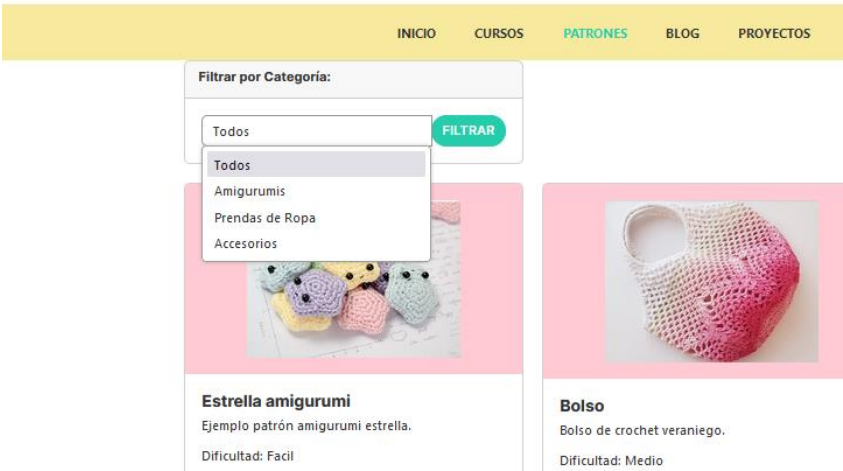 INICIO CURSOS PATRONES BLOG PROYECTOS
Filtrar por Categoría:
Todos FILTRAR
Todos
Amigurumis
Prendas de Ropa
Accesorios
Estrella amigurumi
Ejemplo patrón amigurumi estrella.
Dificultad: Facil
Bolso
Bolso de crochet veraniego.
Dificultad: Medio